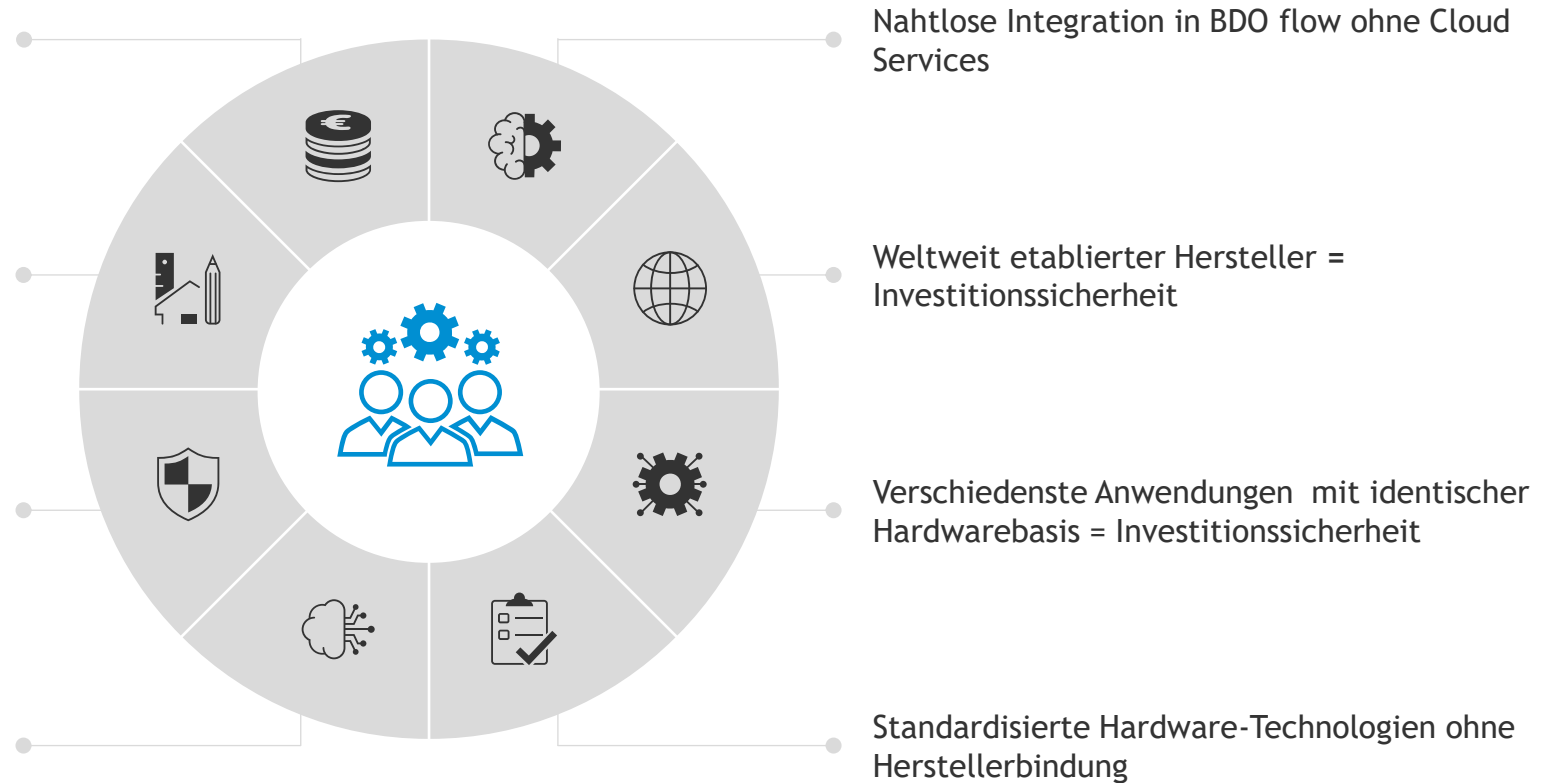 Nahtlose Integration in BDO flow ohne Cloud
Services
Weltweit etablierter Hersteller =
Investitionssicherheit
Verschiedenste Anwendungen  mit identischer
Hardwarebasis = Investitionssicherheit
Standardisierte Hardware-Technologien ohne
Herstellerbindung